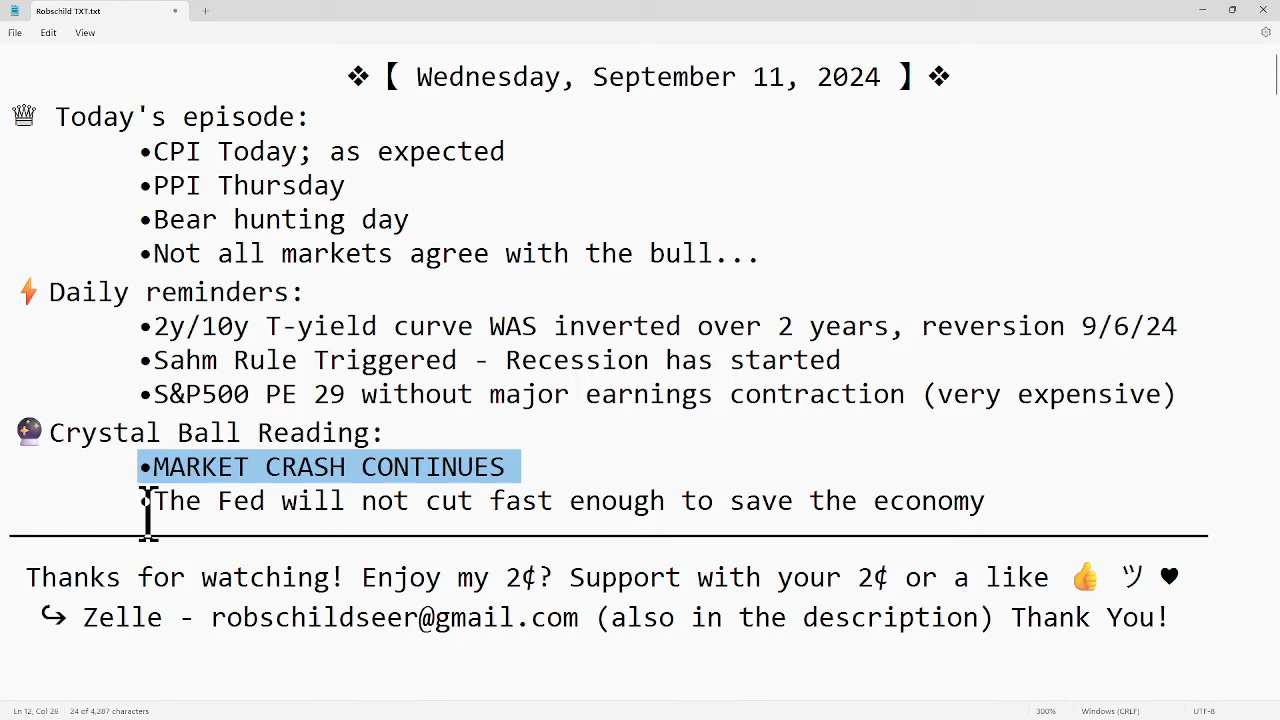 Robschild TXT.txt
File Edit View
❖【 Wednesday, September 11, 2024 】❖
♕ Today's episode:
•CPI Today; as expected
•PPI Thursday
•Bear hunting day
•Not all markets agree with the bull...
⚡Daily reminders:
•2y/10y T-yield curve WAS inverted over 2 years, reversion 9/6/24
•Sahm Rule Triggered - Recession has started
•S&P500 PE 29 without major earnings contraction (very expensive)
🔮Crystal Ball Reading:
•MARKET CRASH CONTINUES
•The Fed will not cut fast enough to save the economy
Thanks for watching! Enjoy my 2¢? Support with your 2¢ or a like 👍 ツ ♥
↪ Zelle - robschildseer@gmail.com (also in the description) Thank You!
Ln 12, Col 26 24 of 4,287 characters 300% Windows (CRLF) UTF-8